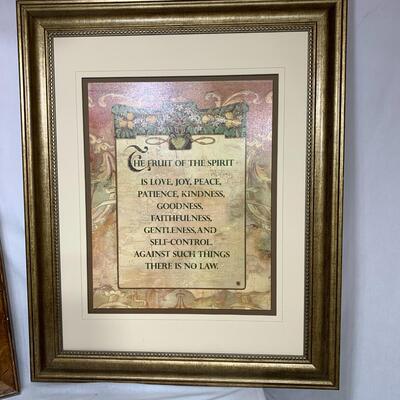 THE FRUIT OF THE SPIRIT
IS LOVE, JOY, PEACE,
PATIENCE, KINDNESS,
GOODNESS,
FAITHFULNESS,
GENTLENESS, AND
SELF-CONTROL.
AGAINST SUCH THINGS
THERE IS NO LAW.